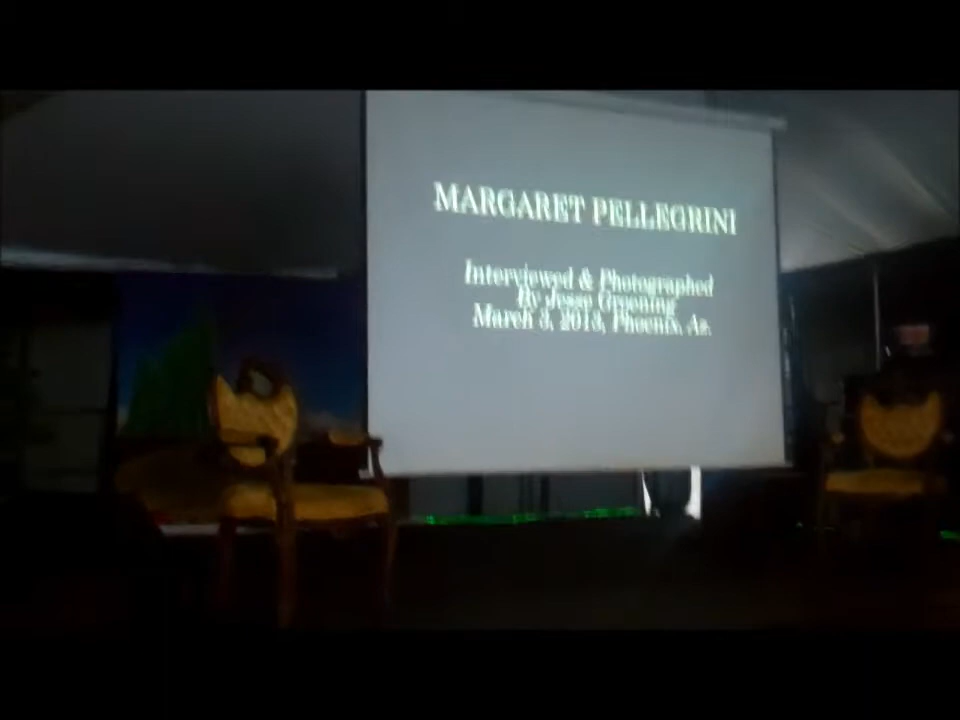 MARGARET PELLEGRINI
Interviewed & Photographed
By Jesse Groening
March 3, 2013, Phoenix, Az.